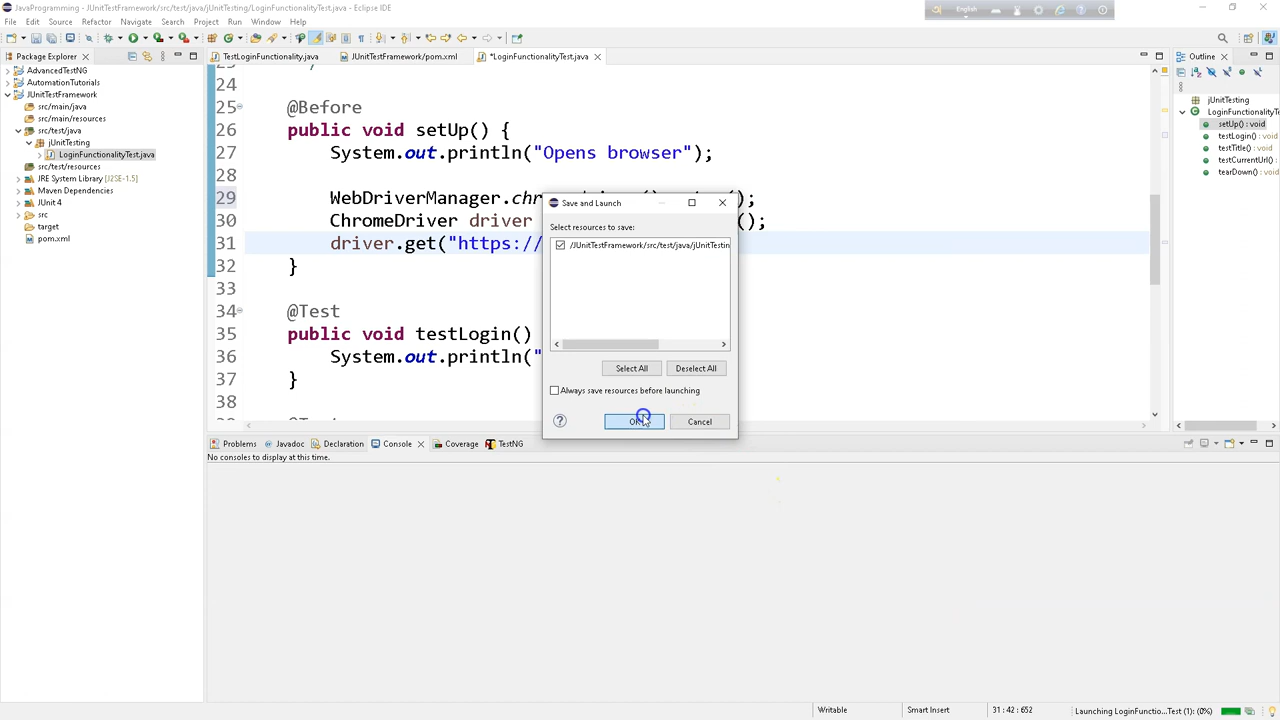 JavaProgramming - JUnitTestFramework/src/test/java/jUnitTesting/LoginFunctionalityTest.java - Eclipse IDE
English
File Edit Source Refactor Navigate Search Project Run Window Help
Package Explorer
TestLoginFunctionality.java
JUnitTestFramework/pom.xml
*LoginFunctionalityTest.java
Outline
AdvancedTestNG
AutomationTutorials
JUnitTestFramework
src/main/java
src/main/resources
src/test/java
jUnitTesting
LoginFunctionalityTest.java
src/test/resources
JRE System Library [J2SE-1.5]
Maven Dependencies
JUnit 4
src
target
pom.xml
24
25 @Before
26 public void setUp() {
27 System.out.println("Opens browser");
28
29 WebDriverManager.chr
();
30 ChromeDriver driver
();
31 driver.get("https://
32 }
33
34 @Test
35 public void testLogin()
36 System.out.println("
37 }
38
Save and Launch
Select resources to save:
/JUnitTestFramework/src/test/java/jUnitTestin
Select All Deselect All
Always save resources before launching
OK Cancel
jUnitTesting
LoginFunctionalityTe
setUp() : void
testLogin() : void
testTitle() : void
testCurrentUrl() : void
tearDown() : void
Problems Javadoc Declaration Console Coverage TestNG
No consoles to display at this time.
Writable Smart Insert 31 : 42 : 652 Launching LoginFunctio...Test (1): (0%)